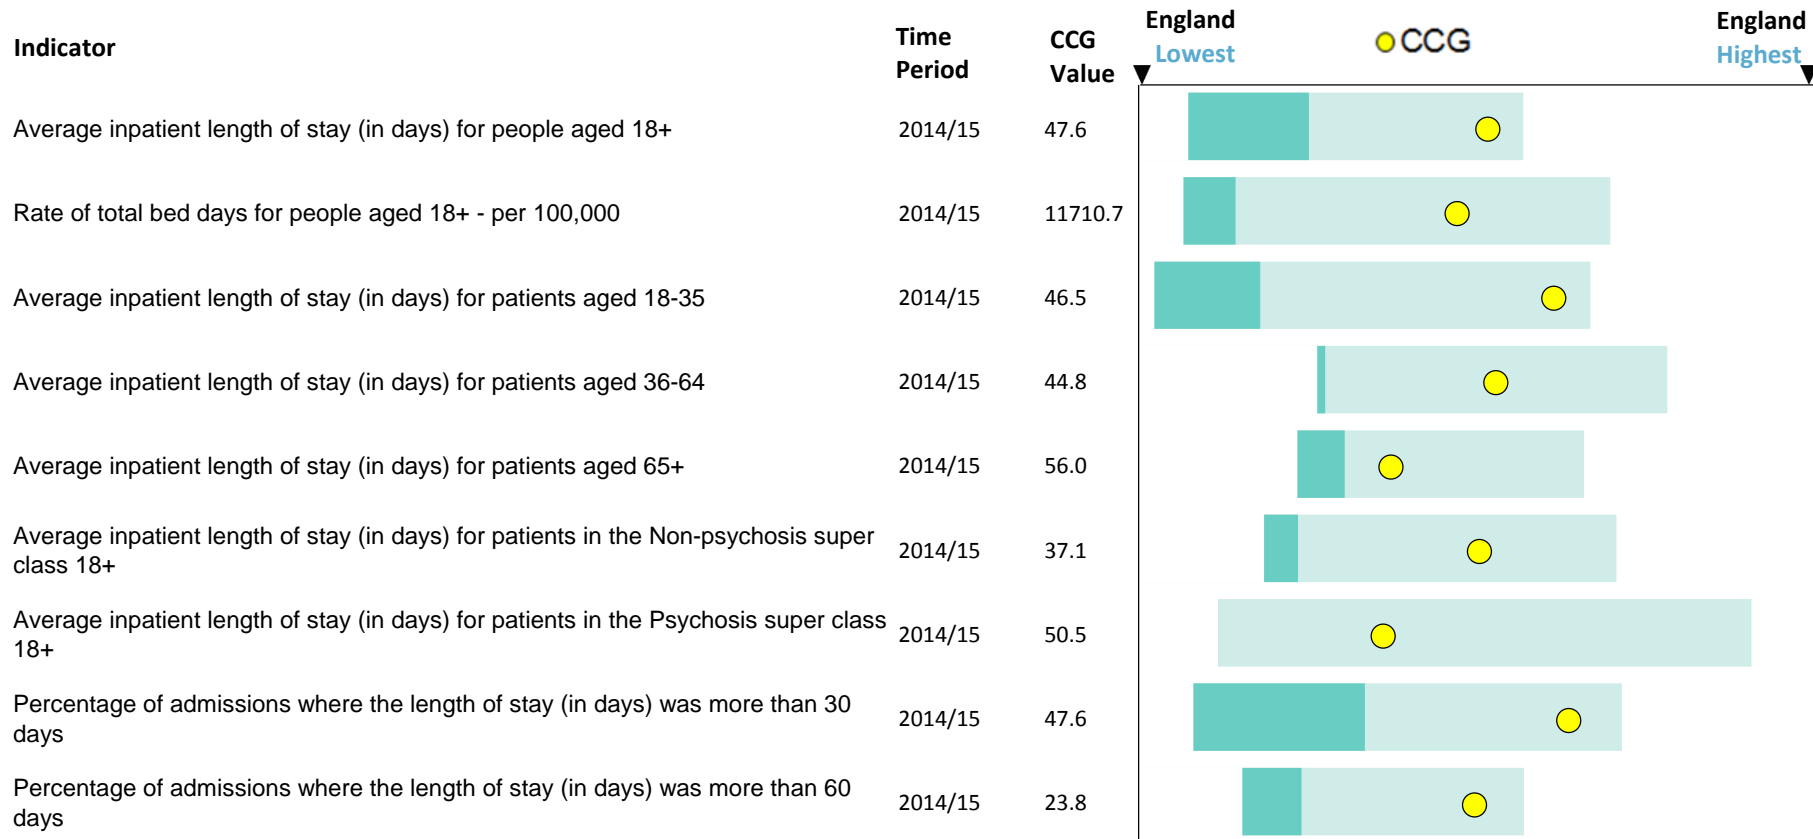 Indicator
Time Period
CCG Value
England Lowest
CCG
England Highest
Average inpatient length of stay (in days) for people aged 18+ 2014/15 47.6
Rate of total bed days for people aged 18+ - per 100,000 2014/15 11710.7
Average inpatient length of stay (in days) for patients aged 18-35 2014/15 46.5
Average inpatient length of stay (in days) for patients aged 36-64 2014/15 44.8
Average inpatient length of stay (in days) for patients aged 65+ 2014/15 56.0
Average inpatient length of stay (in days) for patients in the Non-psychosis super
class 18+ 2014/15 37.1
Average inpatient length of stay (in days) for patients in the Psychosis super class
18+ 2014/15 50.5
Percentage of admissions where the length of stay (in days) was more than 30
days 2014/15 47.6
Percentage of admissions where the length of stay (in days) was more than 60
days 2014/15 23.8